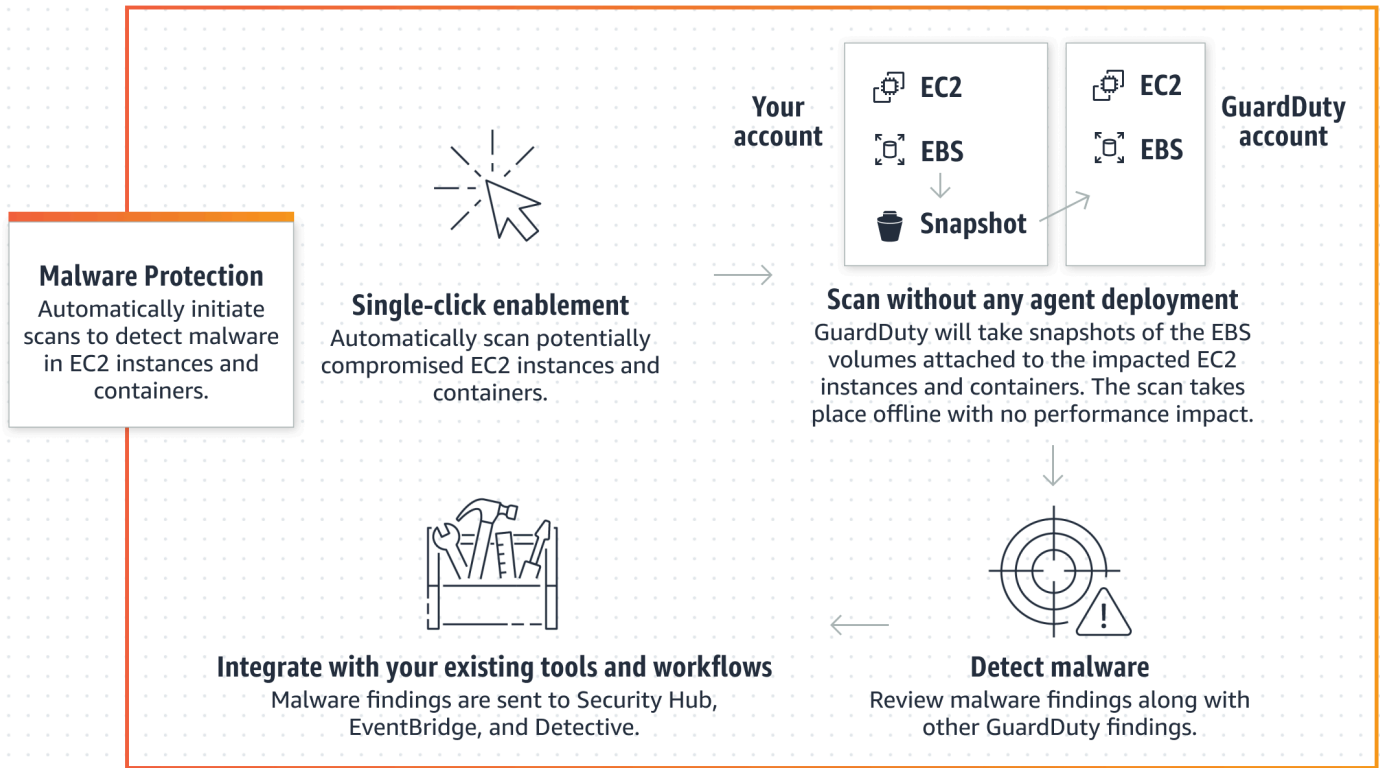 Malware Protection
Automatically initiate
scans to detect malware
in EC2 instances and
containers.
Single-click enablement
Automatically scan potentially
compromised EC2 instances and
containers.
Your
account
EC2
EBS
Snapshot
EC2
EBS
GuardDuty
account
Scan without any agent deployment
GuardDuty will take snapshots of the EBS
volumes attached to the impacted EC2
instances and containers. The scan takes
place offline with no performance impact.
Detect malware
Review malware findings along with
other GuardDuty findings.
Integrate with your existing tools and workflows
Malware findings are sent to Security Hub,
EventBridge, and Detective.